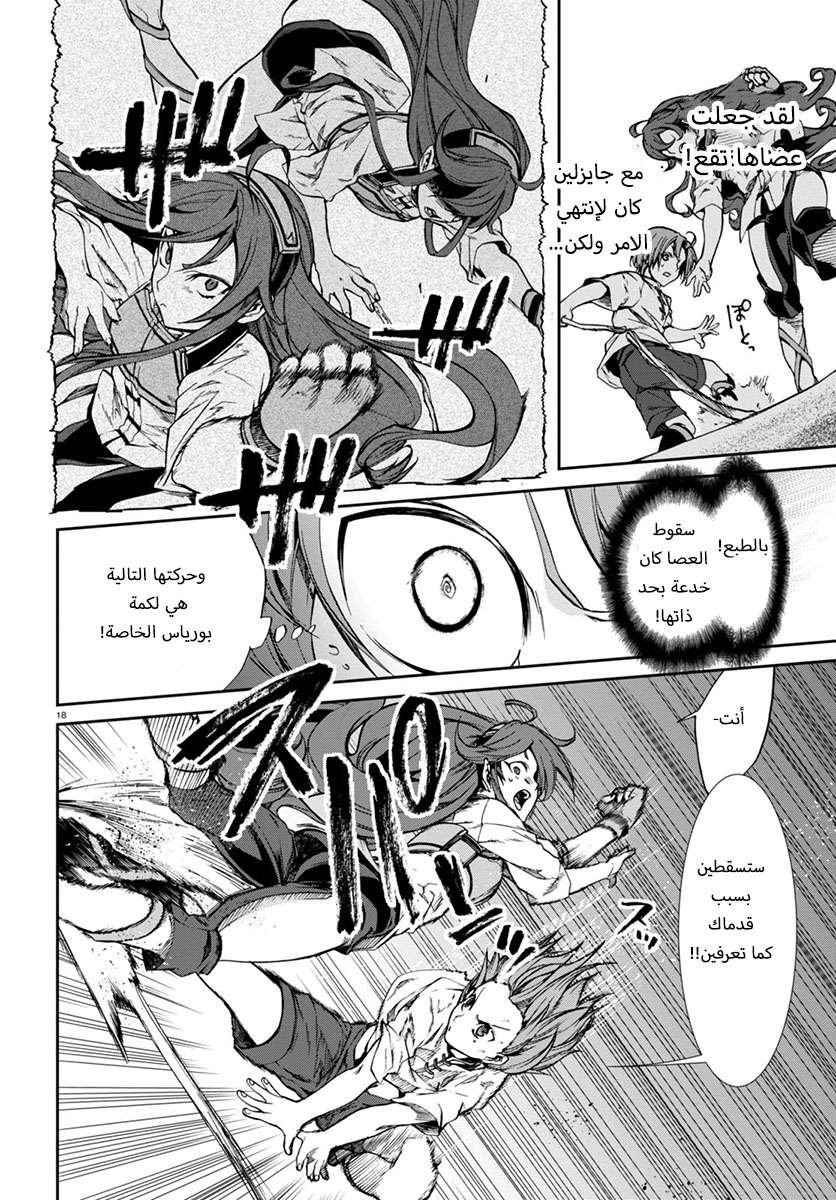 لقد جعلت
عضاها تقع!
مع جايزلين
كان لإنتهي
الامر ولكن...
بالطبع!
سقوط
العصا كان
خدعة بحد
ذاتها!
وحركتها التالية
هي لكمة
بورياس الخاصة!
18
أنت-
ستسقطين
بسبب
قدماك
كما تعرفين!!